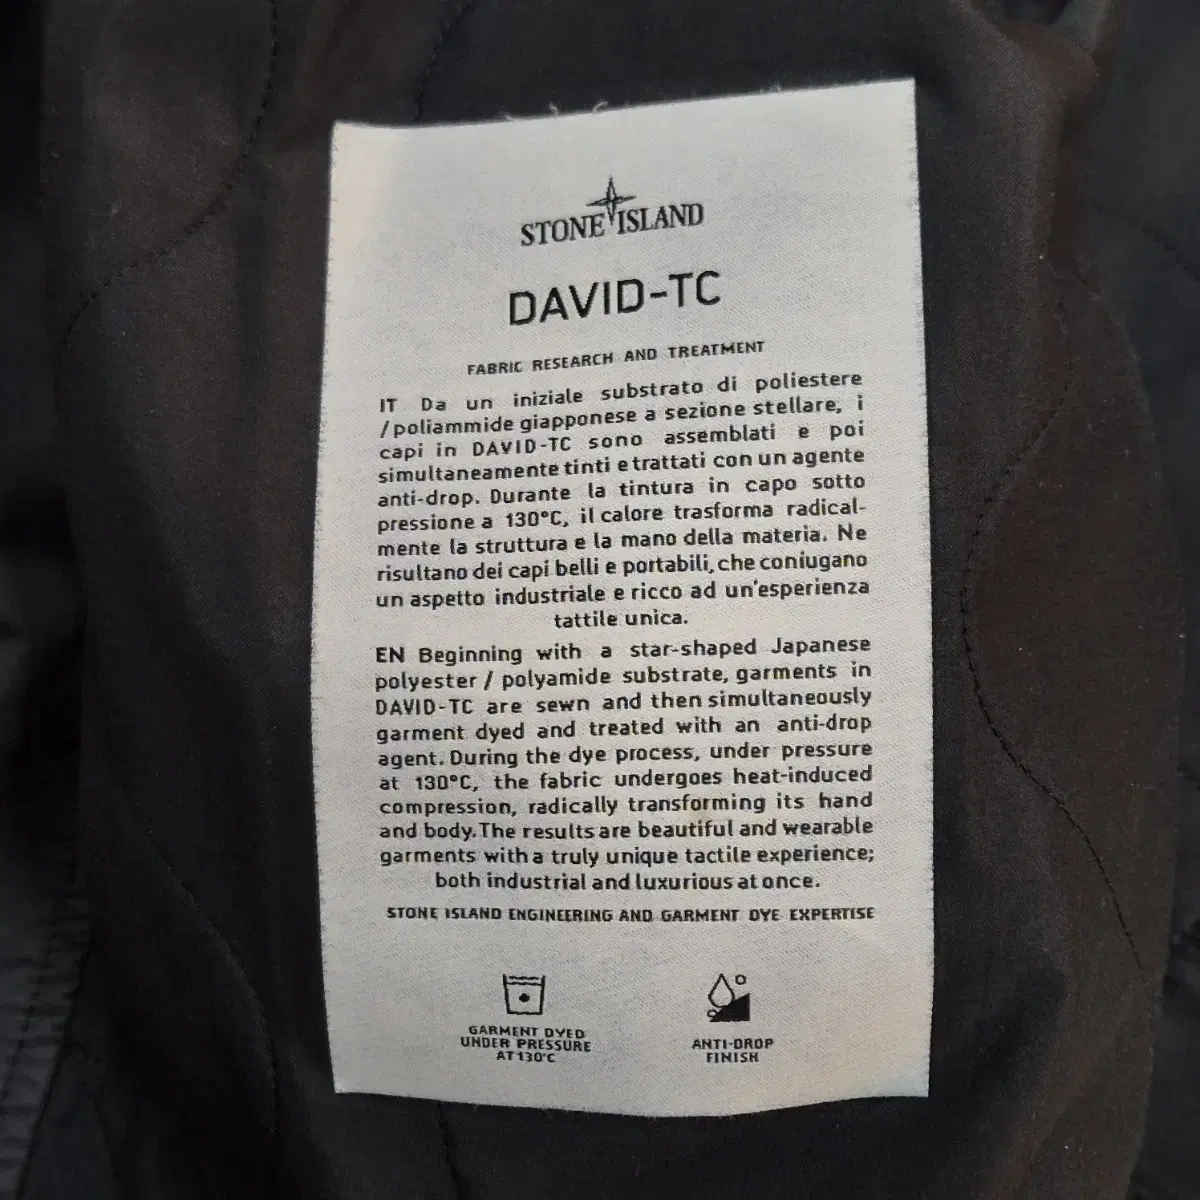 STONE ISLAND
DAVID-TC
FABRIC RESEARCH AND TREATMENT
IT Da un iniziale substrato di poliestere
/poliammide giapponese a sezione stellare, i
capi in DAVID-TC sono assemblati e poi
simultaneamente tinti e trattati con un agente
anti-drop. Durante la tintura in capo sotto
pressione a 130°C, il calore trasforma radical-
mente la struttura e la mano della materia. Ne
risultano dei capi belli e portabili, che coniugano
un aspetto industriale e ricco ad un'esperienza
tattile unica.
EN Beginning with a star-shaped Japanese
polyester / polyamide substrate, garments in
DAVID-TC are sewn and then simultaneously
garment dyed and treated with an anti-drop
agent. During the dye process, under pressure
at 130°C, the fabric undergoes heat-induced
compression, radically transforming its hand
and body. The results are beautiful and wearable
garments with a truly unique tactile experience;
both industrial and luxurious at once.
STONE ISLAND ENGINEERING AND GARMENT DYE EXPERTISE
GARMENT DYED
UNDER PRESSURE
AT 130°C
ANTI-DROP
FINISH